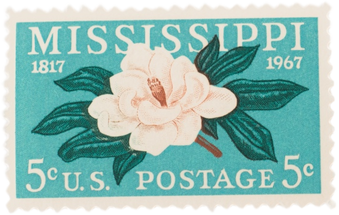 MISSISSIPPI
1817 1967
5c U.S. POSTAGE 5c